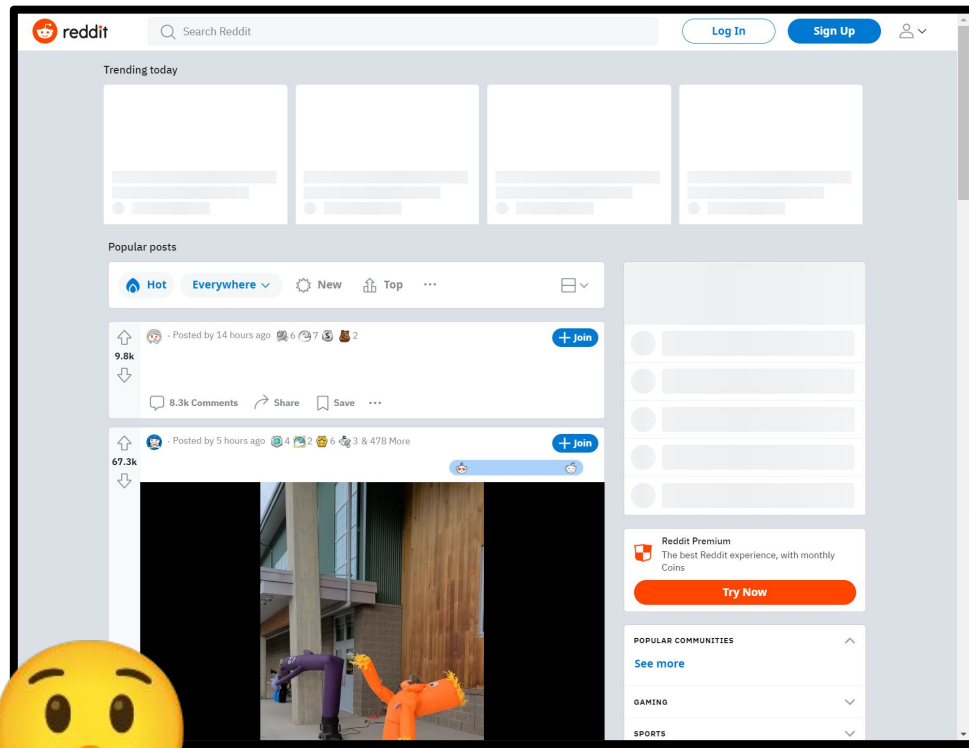 reddit
Search Reddit
Log In
Sign Up
Trending today
Popular posts
Hot
Everywhere
New
Top
···
· Posted by 14 hours ago 6 7 2
+ Join
9.8k
8.3k Comments
Share
Save
···
· Posted by 5 hours ago 4 2 6 3 & 478 More
+ Join
67.3k
Reddit Premium
The best Reddit experience, with monthly
Coins
Try Now
POPULAR COMMUNITIES
See more
GAMING
SPORTS